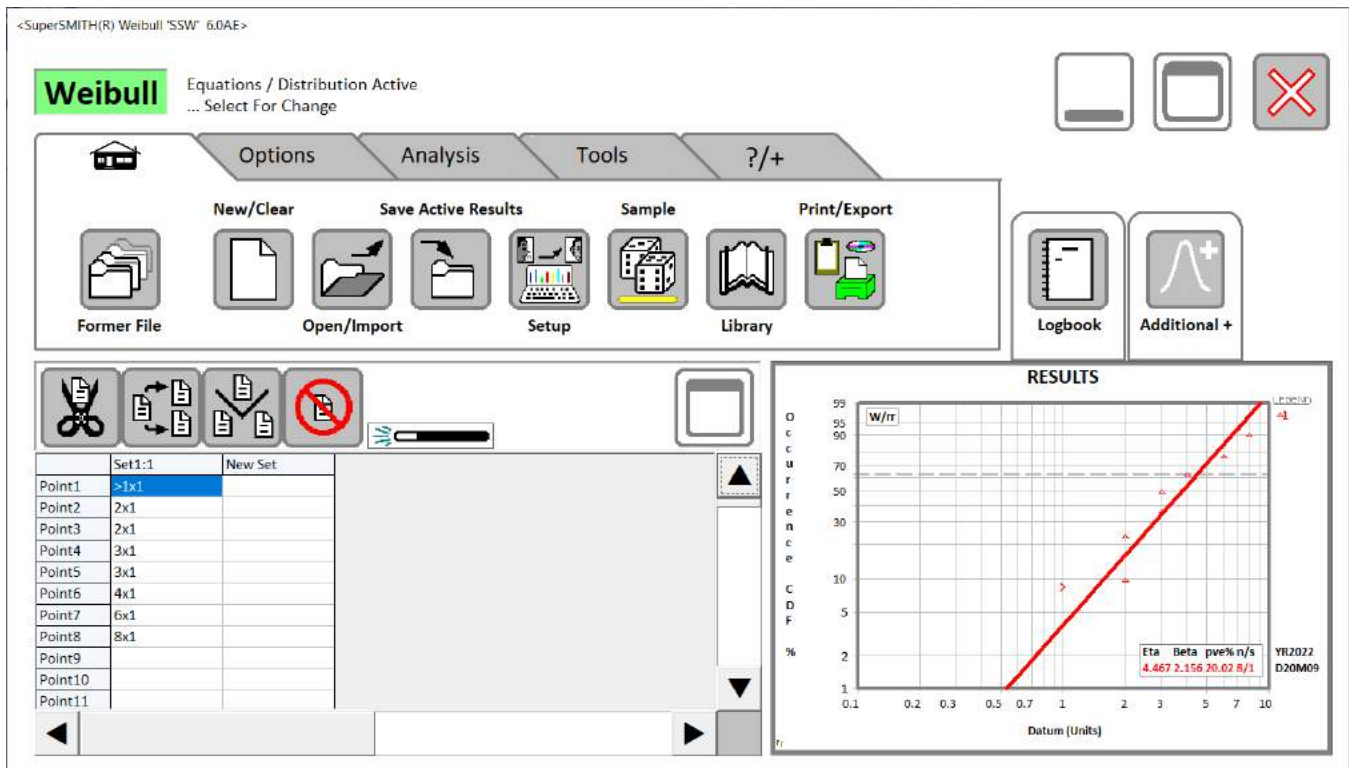 <SuperSMITH(R) Weibull 'SSW' 6.0AE>
Weibull
Equations / Distribution Active
... Select For Change
Options
Analysis
Tools
?/+
New/Clear
Save Active Results
Sample
Print/Export
Former File
Open/Import
Setup
Library
Logbook
Additional +
Set1:1 New Set
Point1 >1x1
Point2 2x1
Point3 2x1
Point4 3x1
Point5 3x1
Point6 4x1
Point7 6x1
Point8 8x1
Point9
Point10
Point11
RESULTS
Occurrence CDF %
99
95
90
70
50
30
10
5
2
1
W/rr
LEGEND
1
Eta Beta pve% n/s
4.467 2.156 20.02 8/1
YR2022
D20M09
0.1 0.2 0.3 0.5 0.7 1 2 3 5 7 10
Datum (Units)